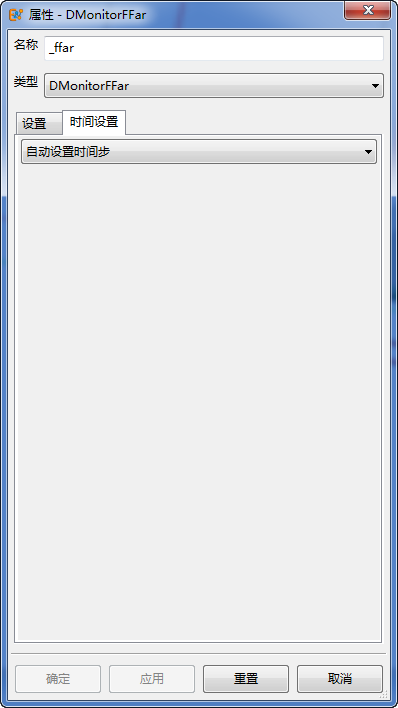 属性 - DMonitorFFar
名称 _ffar
类型 DMonitorFFar
设置 时间设置
自动设置时间步
确定 应用 重置 取消